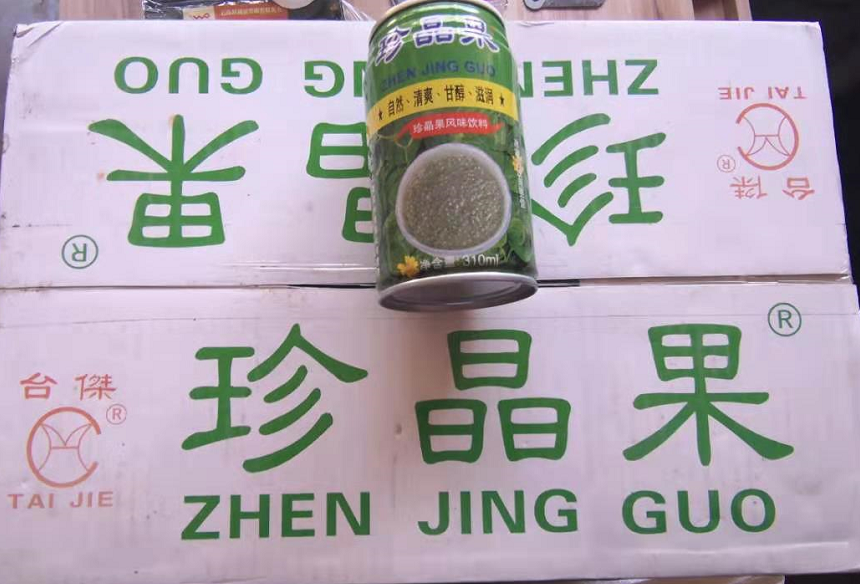 ZHEN JING GUO
珍晶果
®
TAI JIE
®
台傑
珍晶果
ZHEN JING GUO
★自然、清爽、甘醇、滋润★
珍晶果风味饮料
净含量:310ml
珍晶果
®
台傑
®
TAI JIE
ZHEN JING GUO